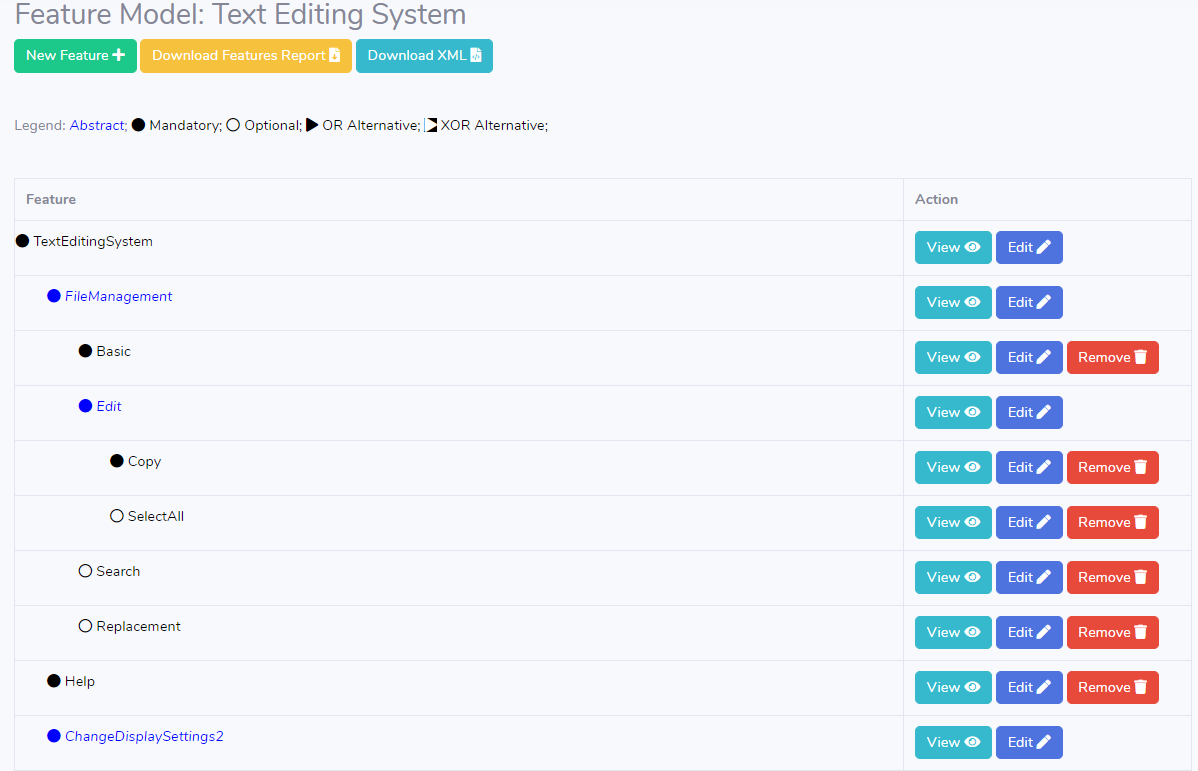 Feature Model: Text Editing System
New Feature Download Features Report Download XML
Legend: Abstract; Mandatory; Optional; OR Alternative; XOR Alternative;
Feature Action
TextEditingSystem View Edit
FileManagement View Edit
Basic View Edit Remove
Edit View Edit
Copy View Edit Remove
SelectAll View Edit Remove
Search View Edit Remove
Replacement View Edit Remove
Help View Edit Remove
ChangeDisplaySettings2 View Edit